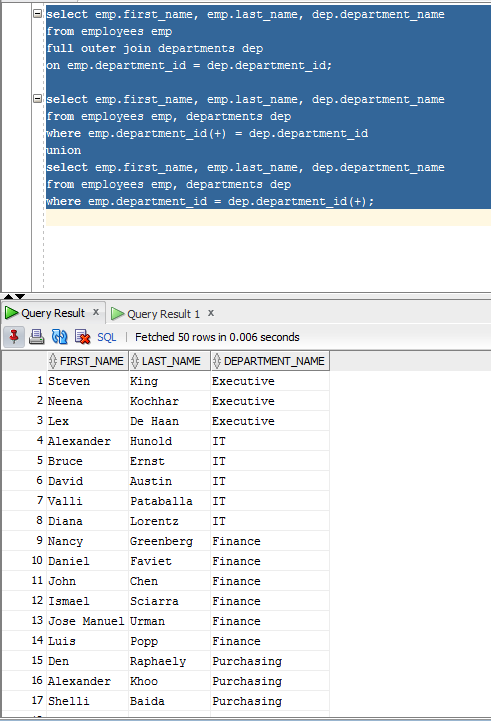 select emp.first_name, emp.last_name, dep.department_name
from employees emp
full outer join departments dep
on emp.department_id = dep.department_id;
select emp.first_name, emp.last_name, dep.department_name
from employees emp, departments dep
where emp.department_id(+) = dep.department_id
union
select emp.first_name, emp.last_name, dep.department_name
from employees emp, departments dep
where emp.department_id = dep.department_id(+);
Query Result x Query Result 1 x
SQL | Fetched 50 rows in 0.006 seconds
FIRST_NAME LAST_NAME DEPARTMENT_NAME
1 Steven King Executive
2 Neena Kochhar Executive
3 Lex De Haan Executive
4 Alexander Hunold IT
5 Bruce Ernst IT
6 David Austin IT
7 Valli Pataballa IT
8 Diana Lorentz IT
9 Nancy Greenberg Finance
10 Daniel Faviet Finance
11 John Chen Finance
12 Ismael Sciarra Finance
13 Jose Manuel Urman Finance
14 Luis Popp Finance
15 Den Raphaely Purchasing
16 Alexander Khoo Purchasing
17 Shelli Baida Purchasing